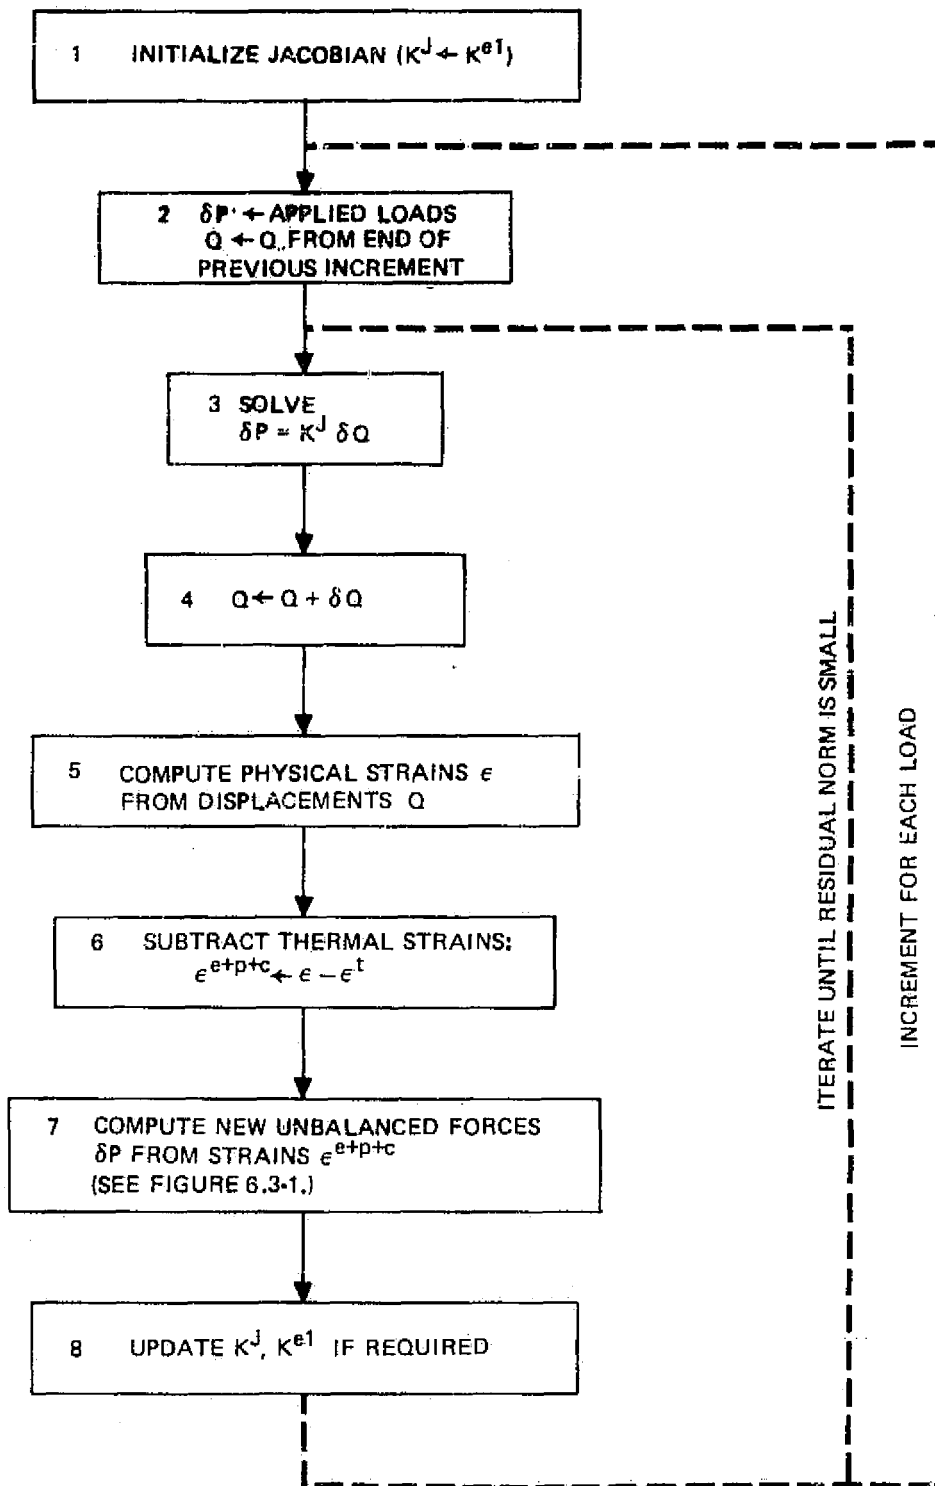 1 INITIALIZE JACOBIAN (K^J ← K^e1)
2 δP ← APPLIED LOADS
Q ← Q FROM END OF
PREVIOUS INCREMENT
3 SOLVE
δP = K^J δQ
4 Q ← Q + δQ
5 COMPUTE PHYSICAL STRAINS ϵ
FROM DISPLACEMENTS Q
6 SUBTRACT THERMAL STRAINS:
ϵ^e+p+c ← ϵ − ϵ^t
7 COMPUTE NEW UNBALANCED FORCES
δP FROM STRAINS ϵ^e+p+c
(SEE FIGURE 6.3-1.)
8 UPDATE K^J, K^e1 IF REQUIRED
ITERATE UNTIL RESIDUAL NORM IS SMALL
INCREMENT FOR EACH LOAD